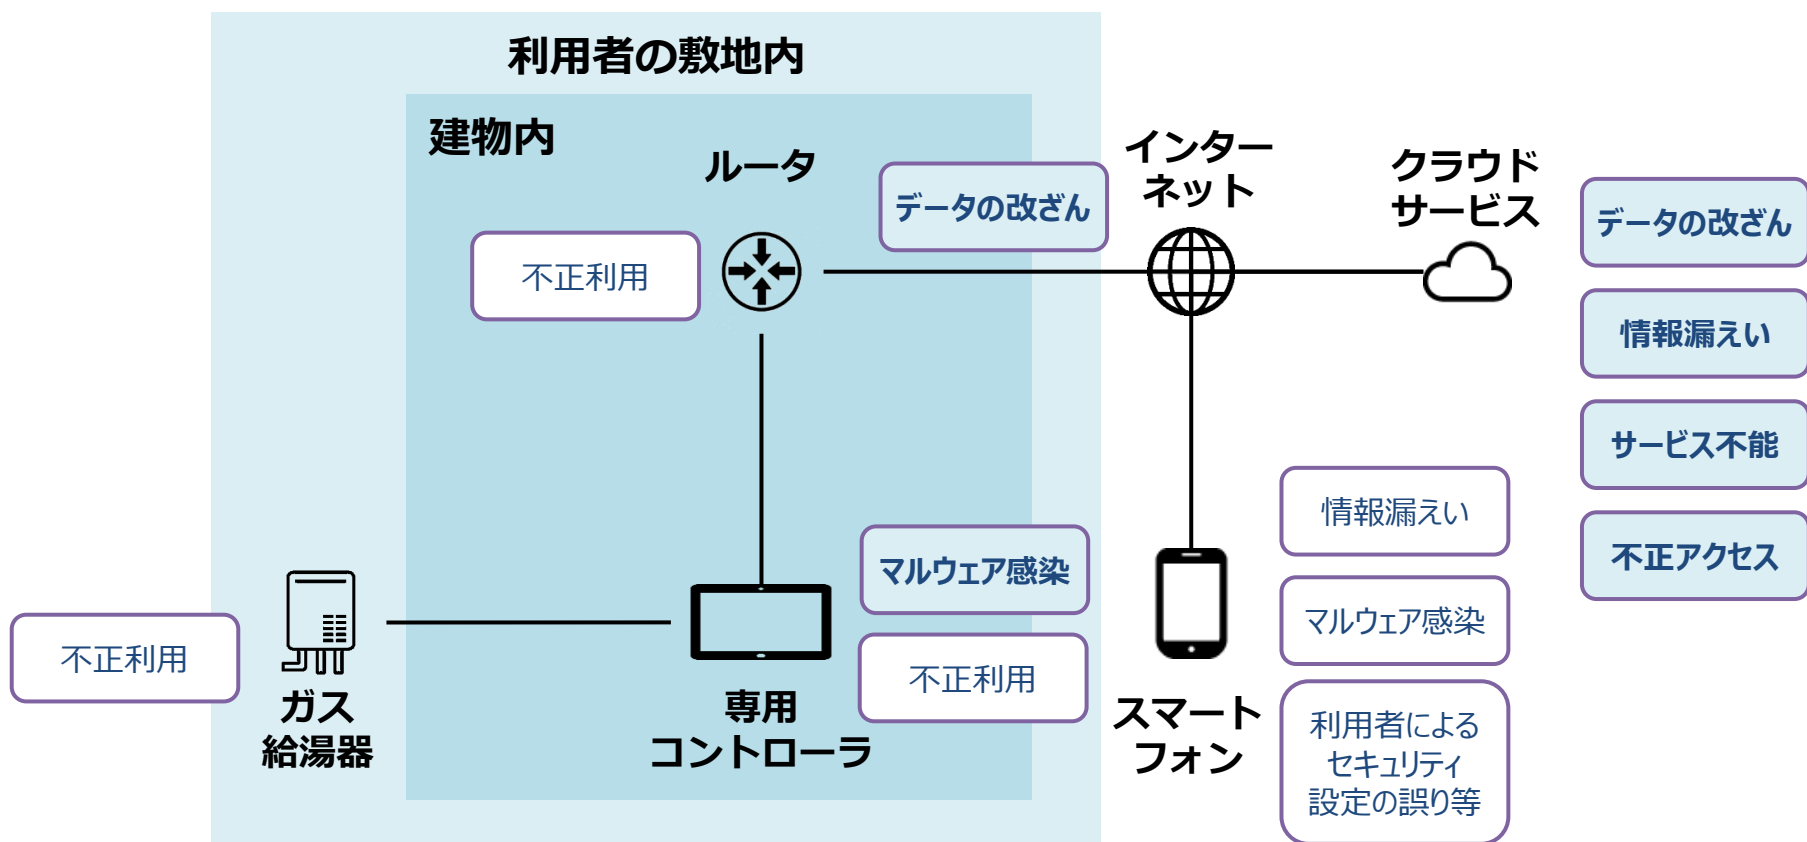 利用者の敷地内
建物内
ルータ
データの改ざん
インター
ネット
クラウド
サービス
データの改ざん
不正利用
情報漏えい
サービス不能
情報漏えい
マルウェア感染
不正アクセス
マルウェア感染
不正利用
不正利用
ガス
給湯器
専用
コントローラ
スマート
フォン
利用者による
セキュリティ
設定の誤り等